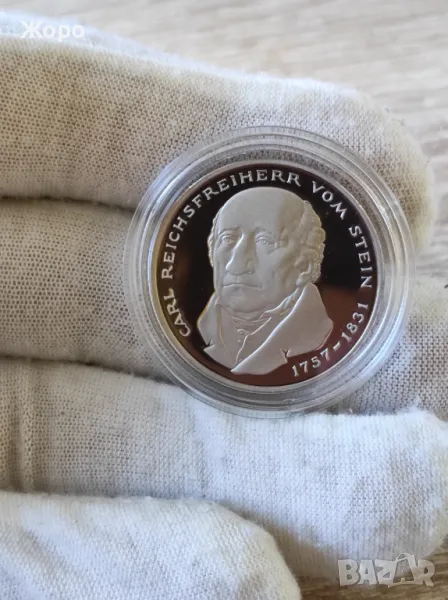 Жоро
CARL REICHSFREIHERR VOM STEIN
1757-1831
BAZAR